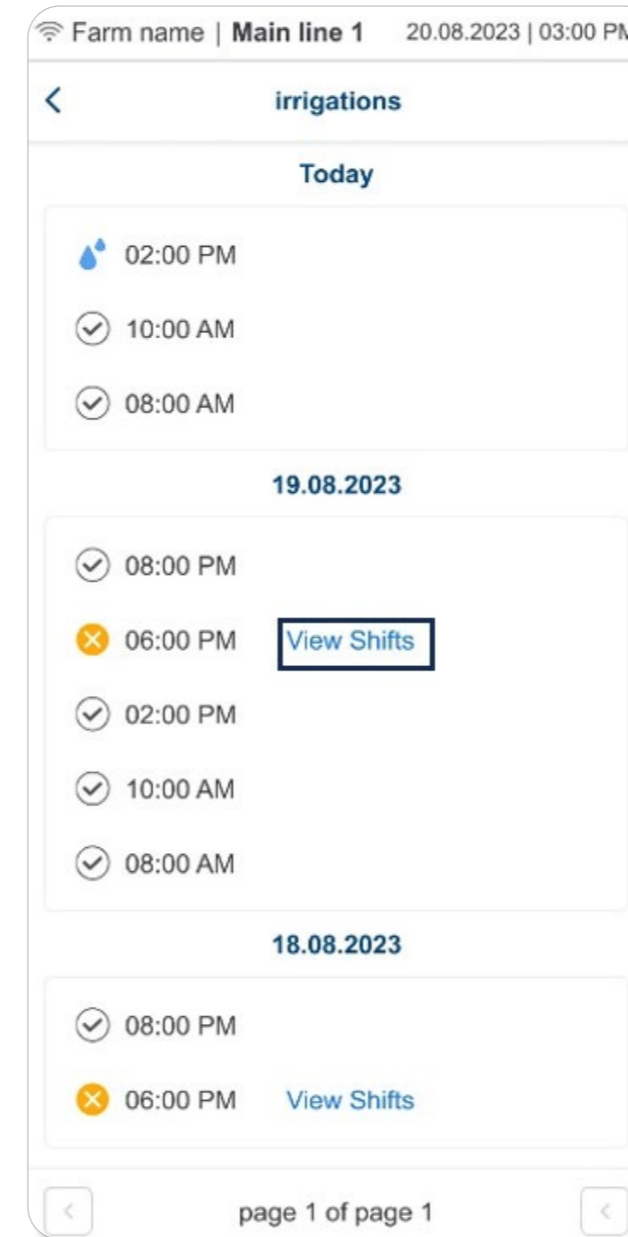 Farm name | Main line 1 20.08.2023 | 03:00 PM
irrigations
Today
02:00 PM
10:00 AM
08:00 AM
19.08.2023
08:00 PM
06:00 PM View Shifts
02:00 PM
10:00 AM
08:00 AM
18.08.2023
08:00 PM
06:00 PM View Shifts
page 1 of page 1